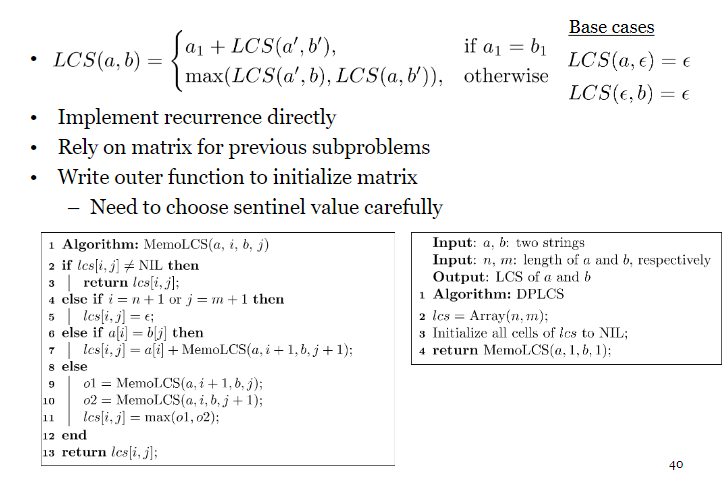 • LCS(a, b) = { a₁ + LCS(a′, b′), if a₁ = b₁
max(LCS(a′, b), LCS(a, b′)), otherwise
Base cases
LCS(a, ϵ) = ϵ
LCS(ϵ, b) = ϵ
• Implement recurrence directly
• Rely on matrix for previous subproblems
• Write outer function to initialize matrix
– Need to choose sentinel value carefully
1 Algorithm: MemoLCS(a, i, b, j)
2 if lcs[i, j] ≠ NIL then
3 return lcs[i, j];
4 else if i = n + 1 or j = m + 1 then
5 lcs[i, j] = ϵ;
6 else if a[i] = b[j] then
7 lcs[i, j] = a[i] + MemoLCS(a, i + 1, b, j + 1);
8 else
9 o1 = MemoLCS(a, i + 1, b, j);
10 o2 = MemoLCS(a, i, b, j + 1);
11 lcs[i, j] = max(o1, o2);
12 end
13 return lcs[i, j];
Input: a, b: two strings
Input: n, m: length of a and b, respectively
Output: LCS of a and b
1 Algorithm: DPLCS
2 lcs = Array(n, m);
3 Initialize all cells of lcs to NIL;
4 return MemoLCS(a, 1, b, 1);
40